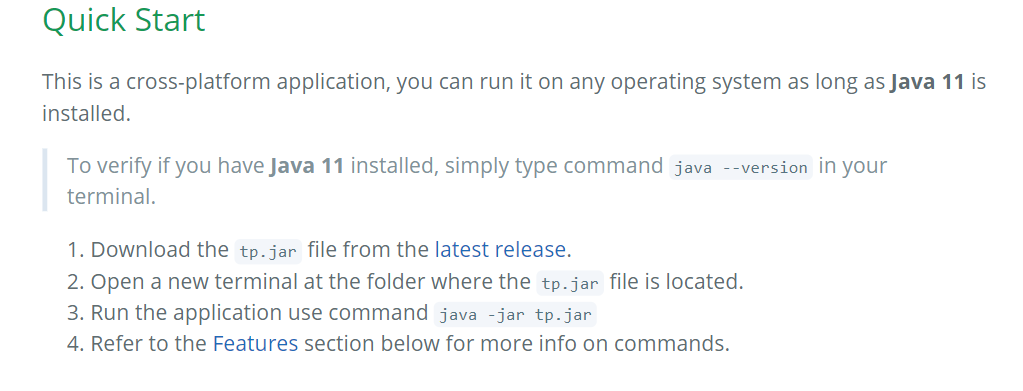 Quick Start
This is a cross-platform application, you can run it on any operating system as long as Java 11 is
installed.
To verify if you have Java 11 installed, simply type command java --version in your
terminal.
1. Download the tp.jar file from the latest release.
2. Open a new terminal at the folder where the tp.jar file is located.
3. Run the application use command java -jar tp.jar
4. Refer to the Features section below for more info on commands.